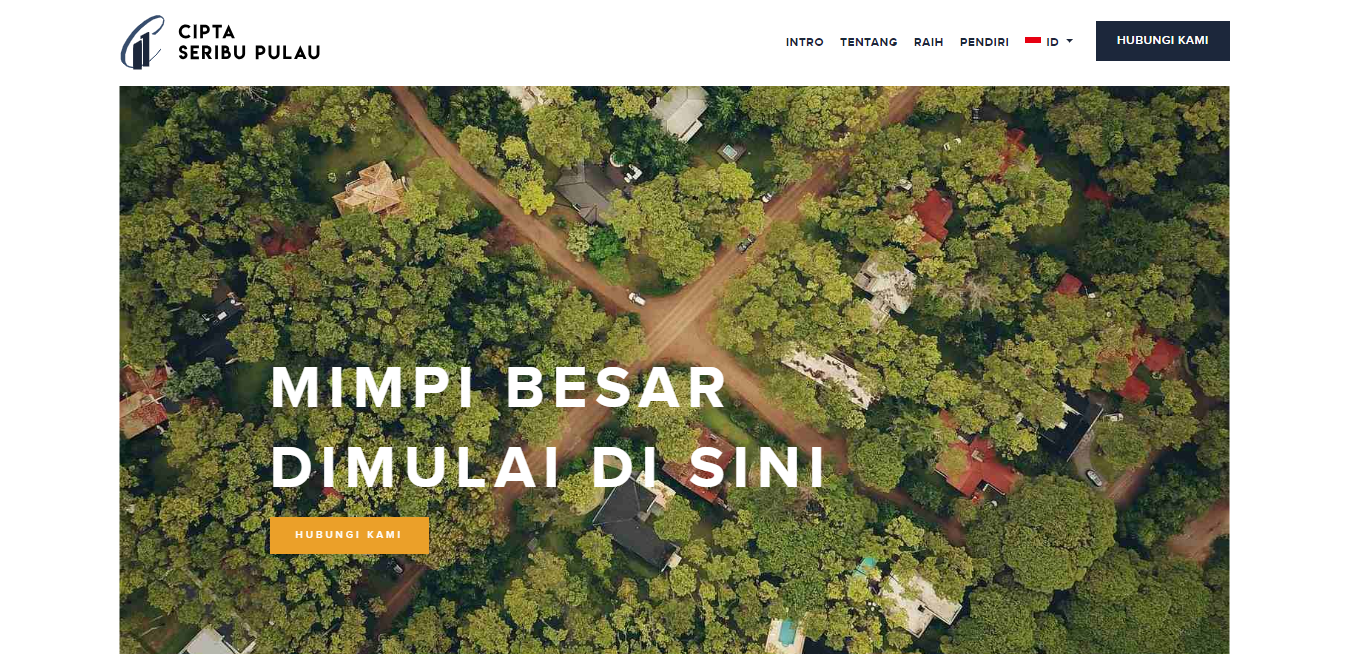 CIPTA
SERIBU PULAU
INTRO TENTANG RAIH PENDIRI ID HUBUNGI KAMI
MIMPI BESAR
DIMULAI DI SINI
HUBUNGI KAMI